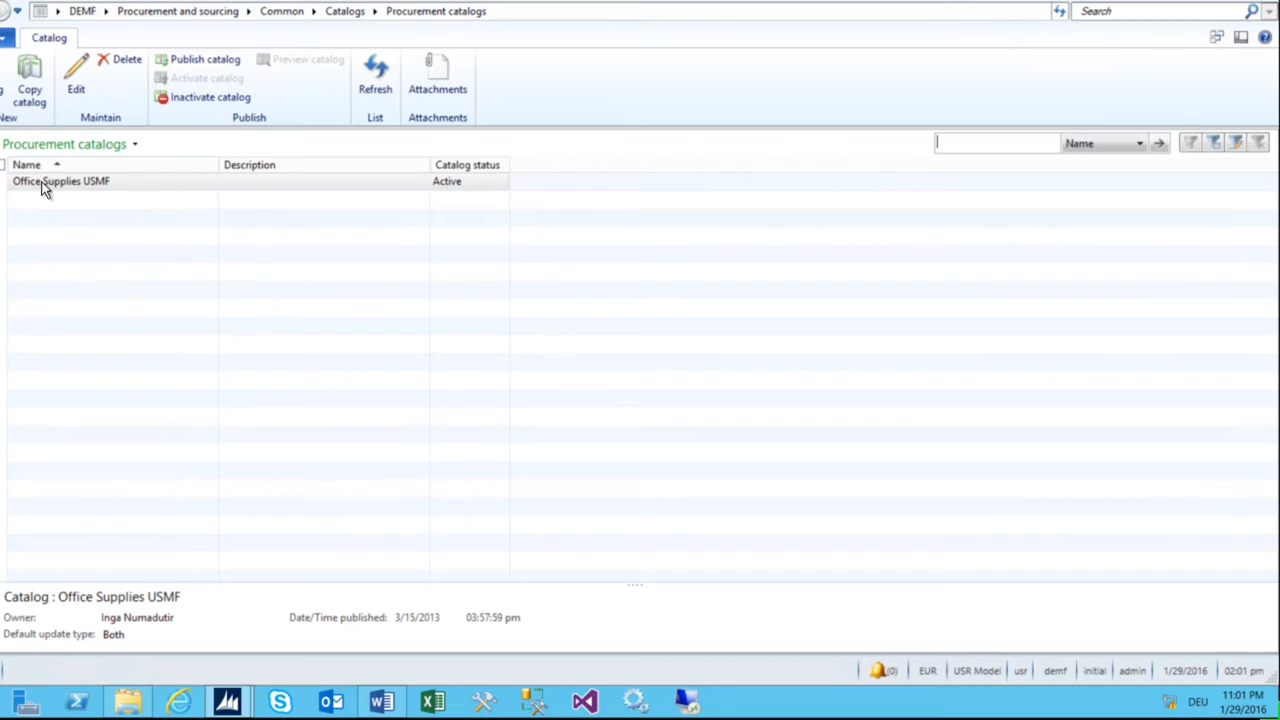 DEMF Procurement and sourcing Common Catalogs Procurement catalogs Search
Catalog
Copy catalog
Edit
Delete
Publish catalog
Activate catalog
Inactivate catalog
Preview catalog
Refresh
Attachments
New Maintain Publish List Attachments
Procurement catalogs
Name
Name Description Catalog status
Office Supplies USMF Active
Catalog : Office Supplies USMF
Owner: Inga Numadutir Date/Time published: 3/15/2013 03:57:59 pm
Default update type: Both
(0) EUR USR Model usr demf initial admin 1/29/2016 02:01 pm
DEU 11:01 PM
1/29/2016